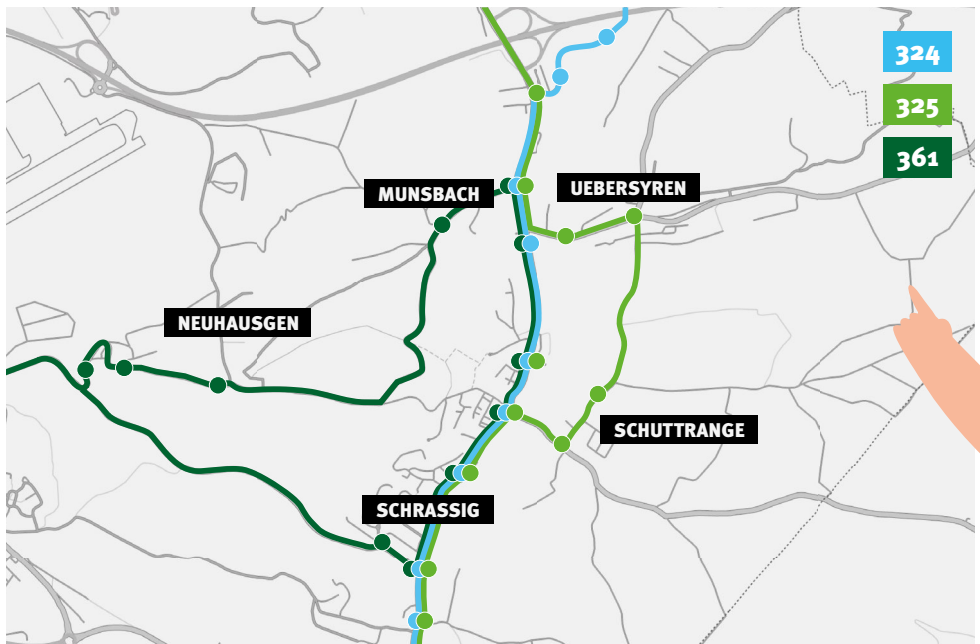 324
325
361
MUNSBACH
UEBERSYREN
NEUHAUSGEN
SCHUTTRANGE
SCHRASSIG